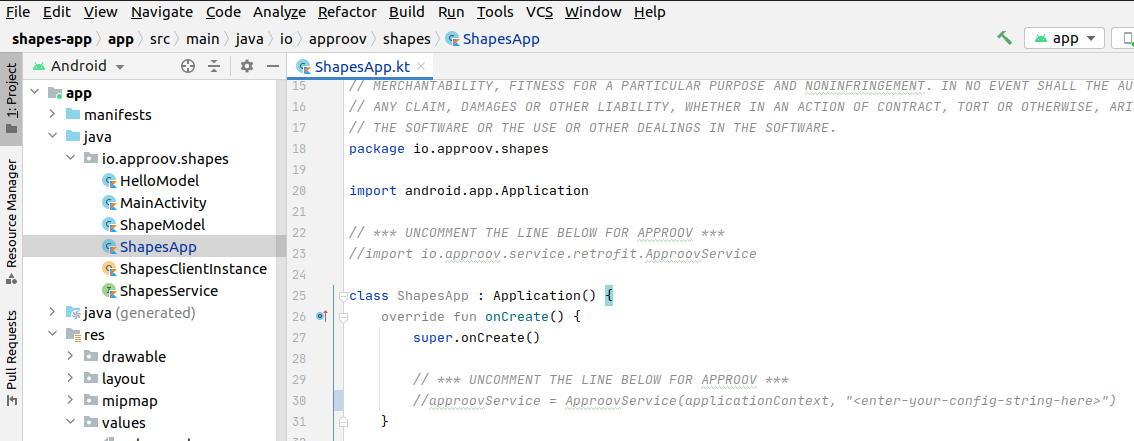 File Edit View Navigate Code Analyze Refactor Build Run Tools VCS Window Help
shapes-app app src main java io approov shapes ShapesApp
app
1: Project
Resource Manager
Pull Requests
Android
app
manifests
java
io.approov.shapes
HelloModel
MainActivity
ShapeModel
ShapesApp
ShapesClientInstance
ShapesService
java (generated)
res
drawable
layout
mipmap
values
ShapesApp.kt
15 // MERCHANTABILITY, FITNESS FOR A PARTICULAR PURPOSE AND NONINFRINGEMENT. IN NO EVENT SHALL THE AU
16 // ANY CLAIM, DAMAGES OR OTHER LIABILITY, WHETHER IN AN ACTION OF CONTRACT, TORT OR OTHERWISE, ARI
17 // THE SOFTWARE OR THE USE OR OTHER DEALINGS IN THE SOFTWARE.
18 package io.approov.shapes
19
20 import android.app.Application
21
22 // *** UNCOMMENT THE LINE BELOW FOR APPROOV ***
23 //import io.approov.service.retrofit.ApproovService
24
25 class ShapesApp : Application() {
26 override fun onCreate() {
27 super.onCreate()
28
29 // *** UNCOMMENT THE LINE BELOW FOR APPROOV ***
30 //approovService = ApproovService(applicationContext, "<enter-your-config-string-here>")
31 }